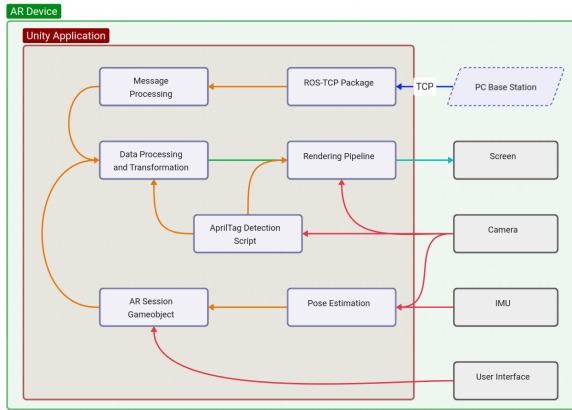 AR Device
Unity Application
Message
Processing
ROS-TCP Package
TCP
PC Base Station
Data Processing
and Transformation
Rendering Pipeline
Screen
AprilTag Detection
Script
Camera
AR Session
Gameobject
Pose Estimation
IMU
User Interface